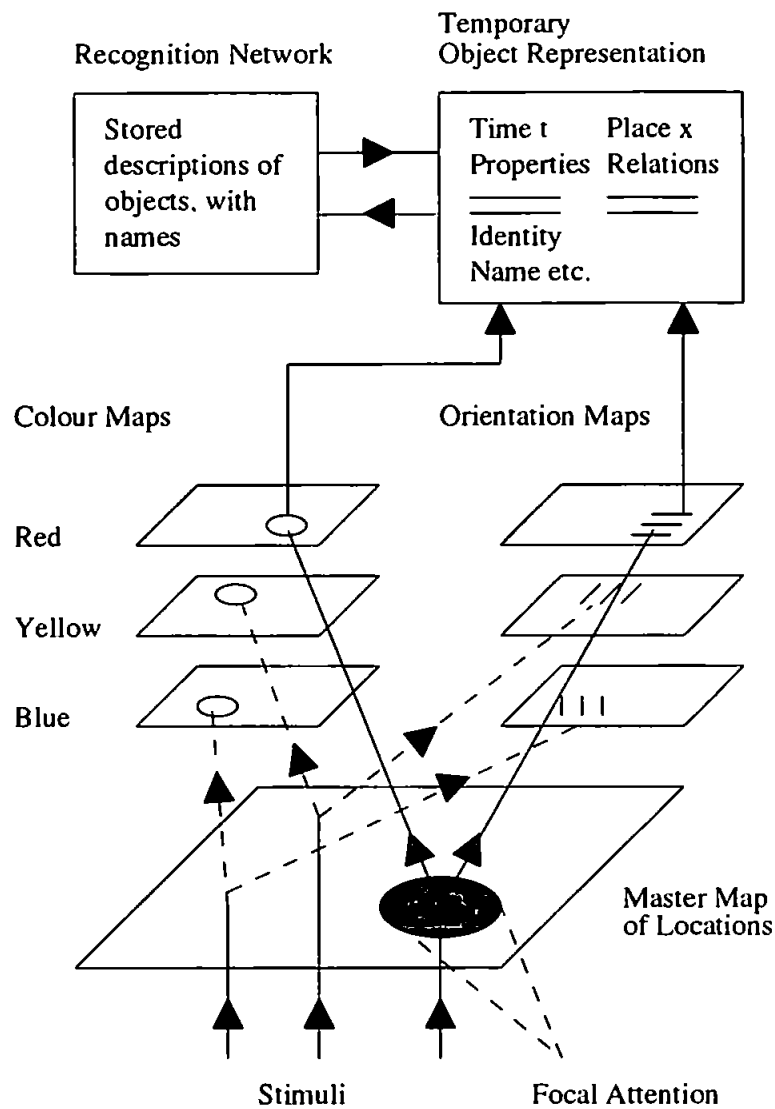 Recognition Network
Temporary
Object Representation
Stored
descriptions of
objects, with
names
Time t Place x
Properties Relations
Identity
Name etc.
Colour Maps
Orientation Maps
Red
Yellow
Blue
Master Map
of Locations
Stimuli
Focal Attention